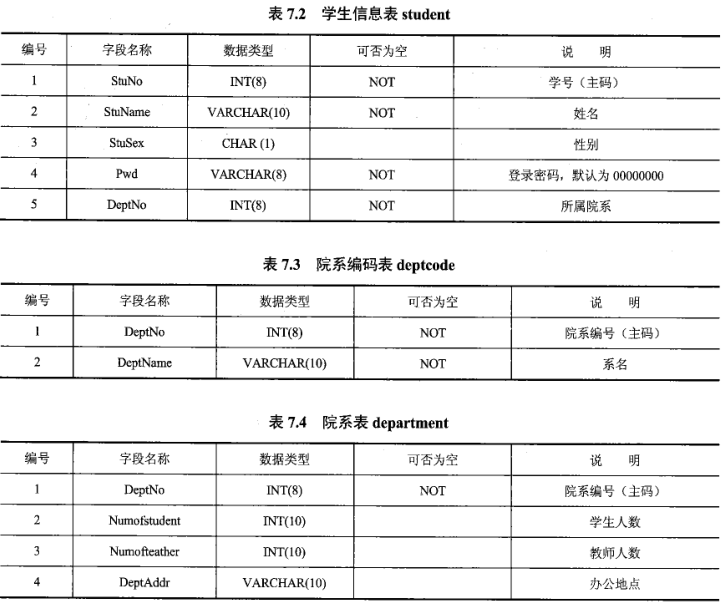 表 7.2 学生信息表 student
编号 字段名称 数据类型 可否为空 说 明
1 StuNo INT(8) NOT 学号（主码）
2 StuName VARCHAR(10) NOT 姓名
3 StuSex CHAR (1) 性别
4 Pwd VARCHAR(8) NOT 登录密码，默认为 00000000
5 DeptNo INT(8) NOT 所属院系
表 7.3 院系编码表 deptcode
编号 字段名称 数据类型 可否为空 说 明
1 DeptNo INT(8) NOT 院系编号（主码）
2 DeptName VARCHAR(10) NOT 系名
表 7.4 院系表 department
编号 字段名称 数据类型 可否为空 说 明
1 DeptNo INT(8) NOT 院系编号（主码）
2 Numofstudent INT(10) 学生人数
3 Numofteather INT(10) 教师人数
4 DeptAddr VARCHAR(10) 办公地点